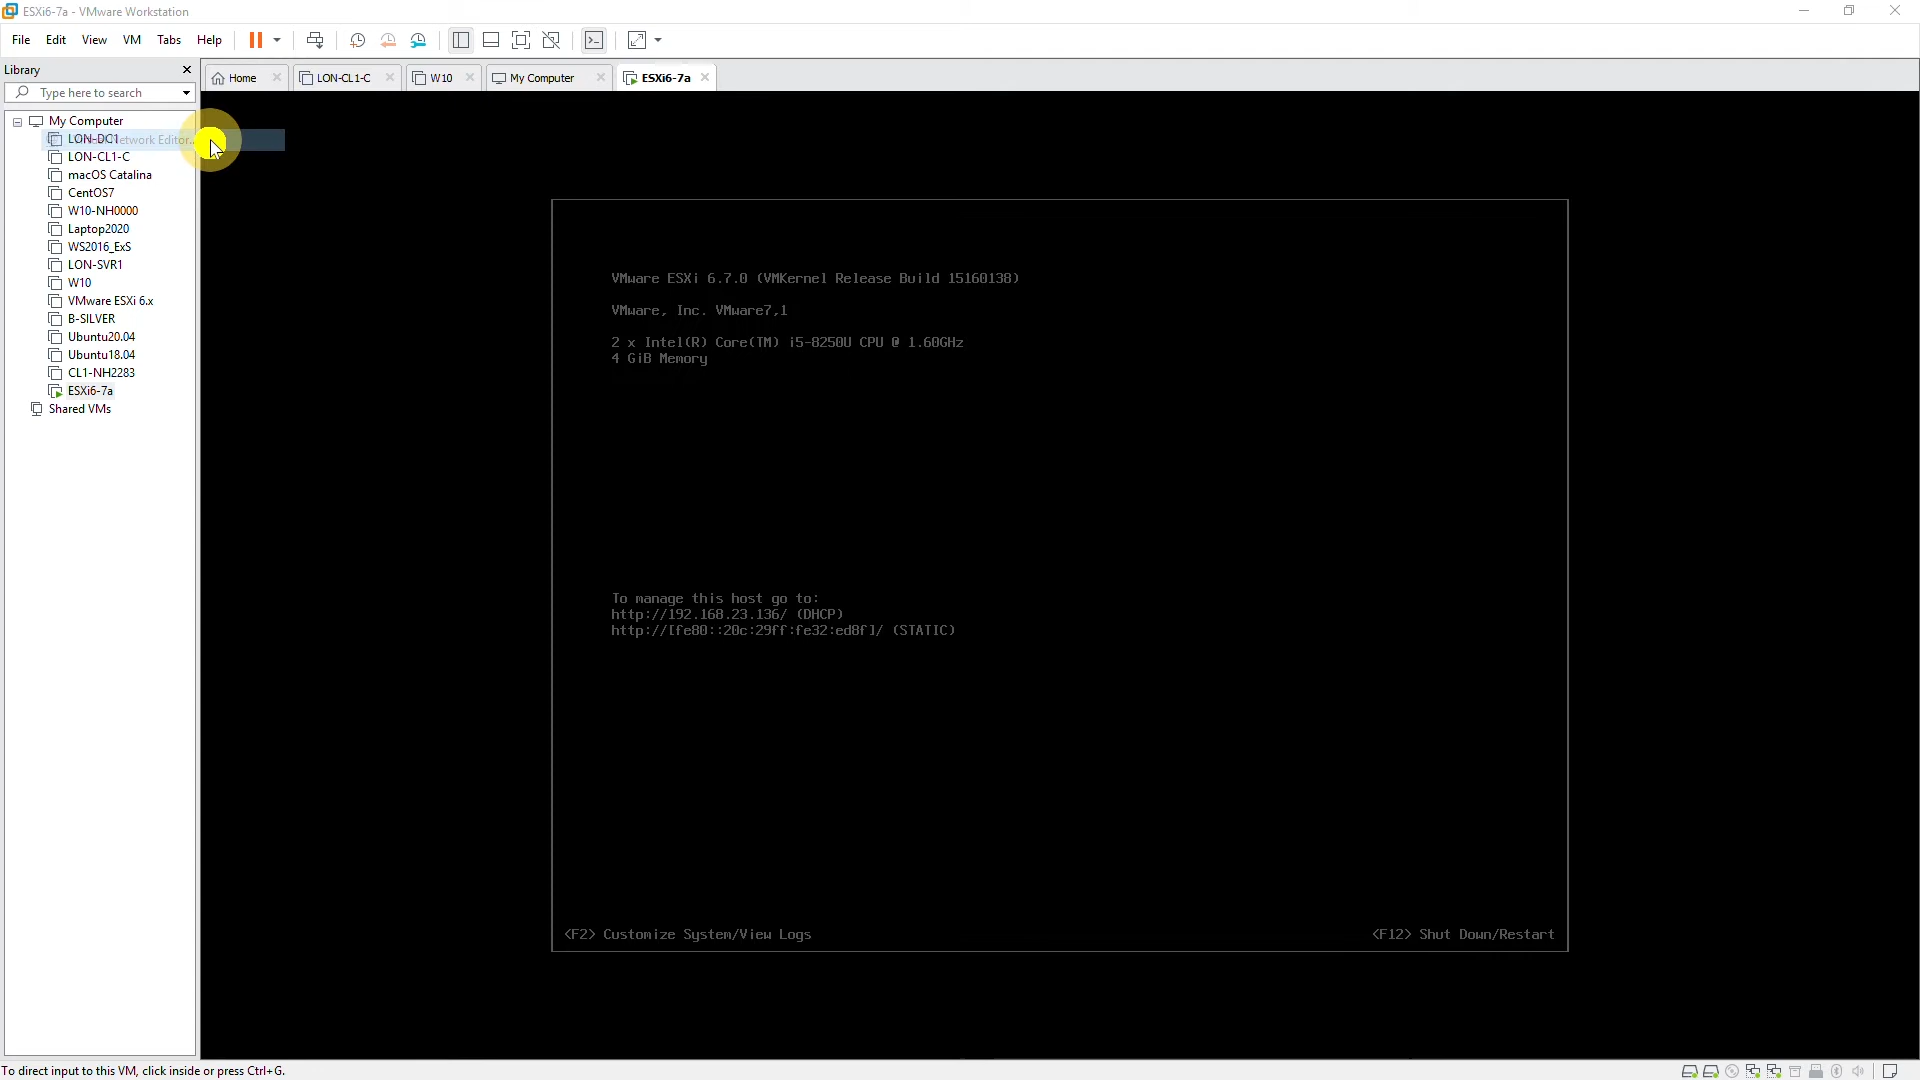 ESXi6-7a - VMware Workstation
File Edit View VM Tabs Help
Library
Type here to search
Home
LON-CL1-C
W10
My Computer
ESXi6-7a
My Computer
LON-DC1
Network Editor...
LON-CL1-C
macOS Catalina
CentOS7
W10-NH0000
Laptop2020
WS2016_ExS
LON-SVR1
W10
VMware ESXi 6.x
B-SILVER
Ubuntu20.04
Ubuntu18.04
CL1-NH2283
ESXi6-7a
Shared VMs
VMware ESXi 6.7.0 (VMKernel Release Build 15160138)
VMware, Inc. VMware7,1
2 x Intel(R) Core(TM) i5-8250U CPU @ 1.60GHz
4 GiB Memory
To manage this host go to:
http://192.168.23.136/ (DHCP)
http://[fe80::20c:29ff:fe32:ed8f]/ (STATIC)
<F2> Customize System/View Logs
<F12> Shut Down/Restart
To direct input to this VM, click inside or press Ctrl+G.